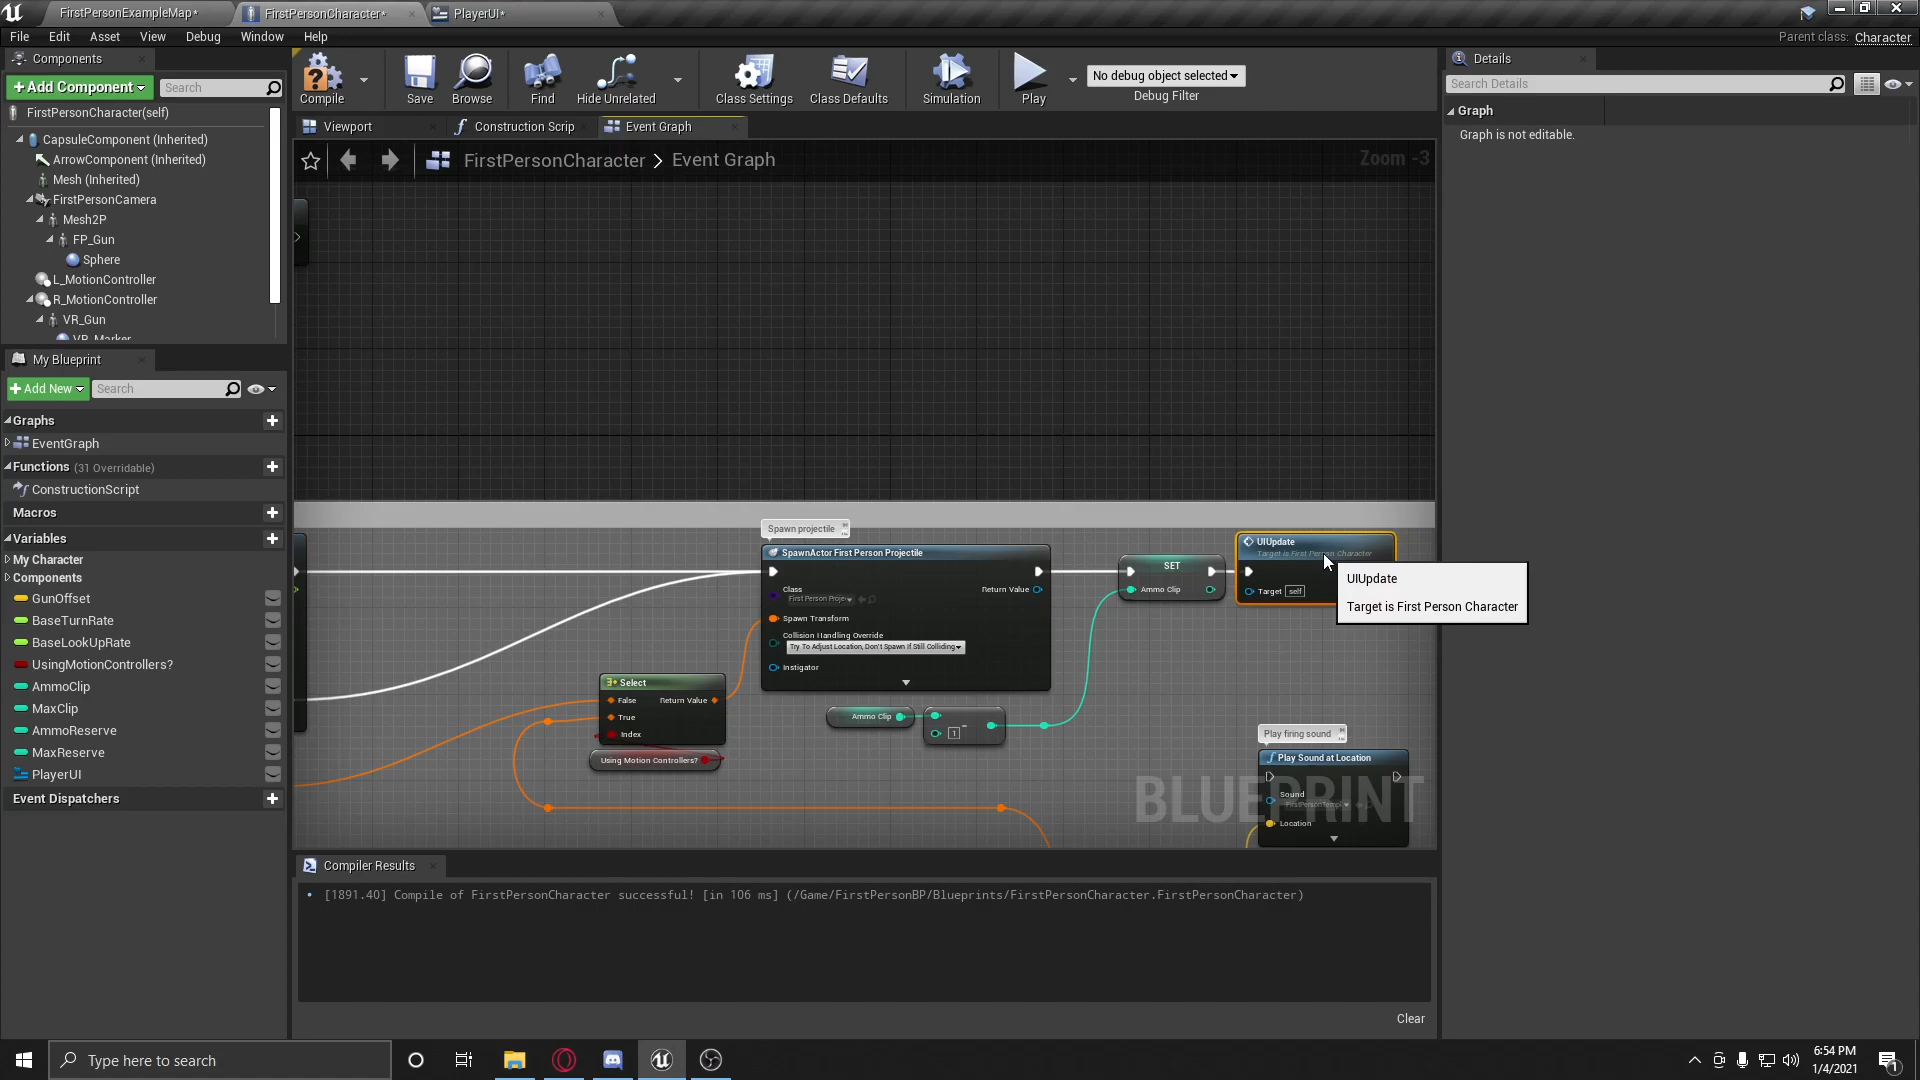 FirstPersonExampleMap*
FirstPersonCharacter*
PlayerUI*
File
Edit
Asset
View
Debug
Window
Help
Parent class: Character
Components
+Add Component
Search
FirstPersonCharacter(self)
CapsuleComponent (Inherited)
ArrowComponent (Inherited)
Mesh (Inherited)
FirstPersonCamera
Mesh2P
FP_Gun
Sphere
L_MotionController
R_MotionController
VR_Gun
VR_Marker
My Blueprint
+Add New
Search
Graphs
EventGraph
Functions (31 Overridable)
ConstructionScript
Macros
Variables
My Character
Components
GunOffset
BaseTurnRate
BaseLookUpRate
UsingMotionControllers?
AmmoClip
MaxClip
AmmoReserve
MaxReserve
PlayerUI
Event Dispatchers
Compile
Save
Browse
Find
Hide Unrelated
Class Settings
Class Defaults
Simulation
Play
No debug object selected
Debug Filter
Viewport
Construction Scrip
Event Graph
FirstPersonCharacter > Event Graph
Zoom -3
Spawn projectile
SpawnActor First Person Projectile
Class
First Person Proje
Return Value
Spawn Transform
Collision Handling Override
Try To Adjust Location, Don't Spawn If Still Colliding
Instigator
Select
False
Return Value
True
Index
Using Motion Controllers?
Ammo Clip
-
1
SET
Ammo Clip
UIUpdate
Target is First Person Character
Target
self
UIUpdate
Target is First Person Character
Play firing sound
Play Sound at Location
Sound
FirstPersonTempl
Location
BLUEPRINT
Compiler Results
[1891.40] Compile of FirstPersonCharacter successful! [in 106 ms] (/Game/FirstPersonBP/Blueprints/FirstPersonCharacter.FirstPersonCharacter)
Clear
Details
Search Details
Graph
Graph is not editable.
Type here to search
6:54 PM
1/4/2021
1